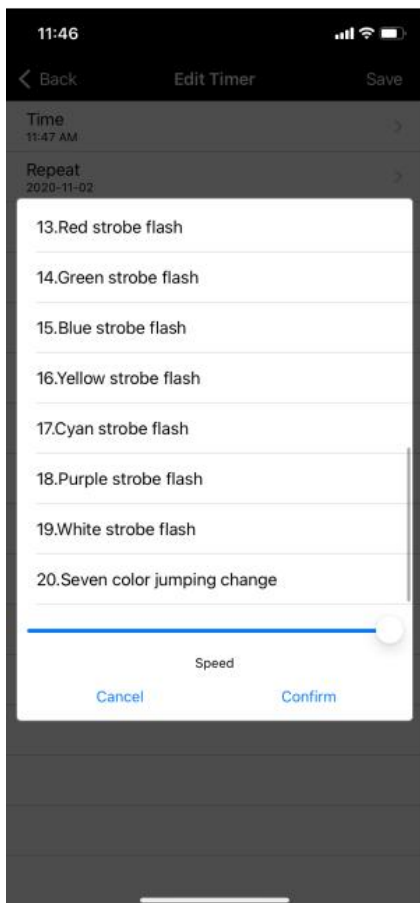 11:46
Back Edit Timer Save
Time
11:47 AM
Repeat
2020-11-02
13.Red strobe flash
14.Green strobe flash
15.Blue strobe flash
16.Yellow strobe flash
17.Cyan strobe flash
18.Purple strobe flash
19.White strobe flash
20.Seven color jumping change
Speed
Cancel Confirm